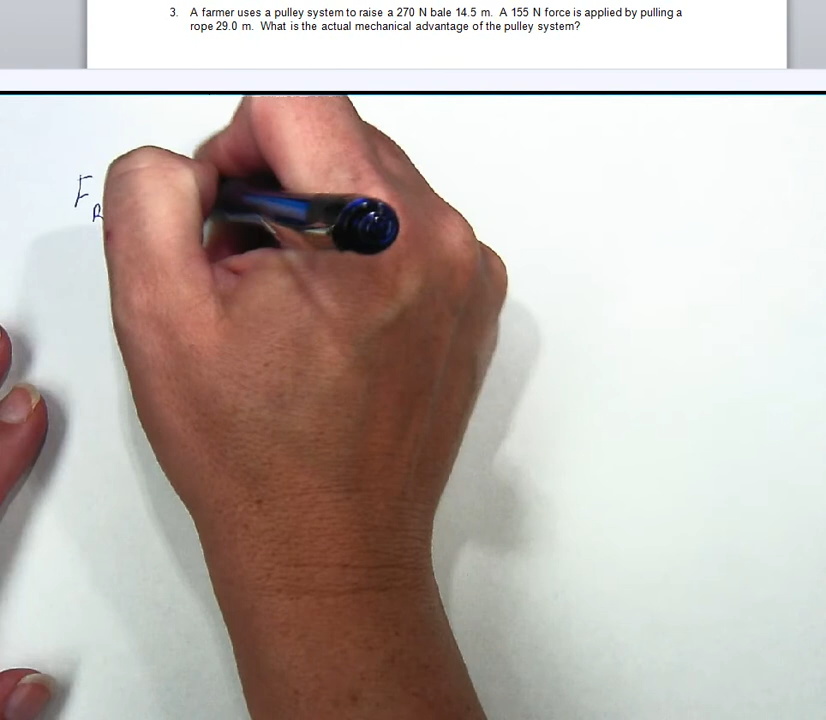 3. A farmer uses a pulley system to raise a 270 N bale 14.5 m. A 155 N force is applied by pulling a
rope 29.0 m. What is the actual mechanical advantage of the pulley system?
F
R